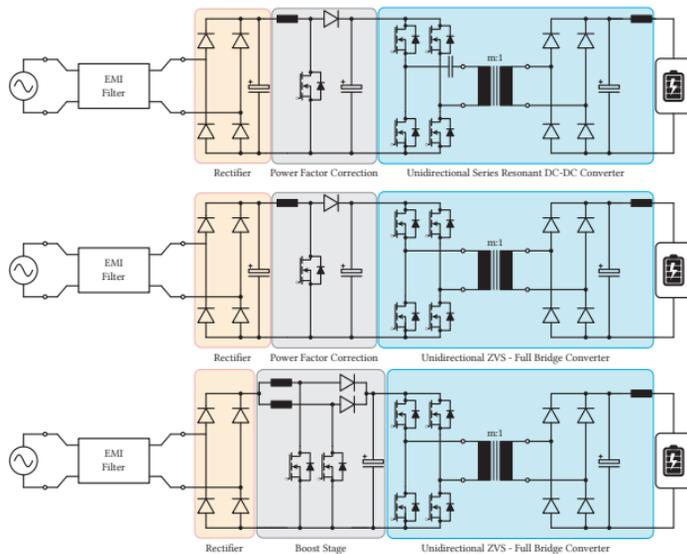 EMI
Filter
m:1
Rectifier Power Factor Correction Unidirectional Series Resonant DC-DC Converter
EMI
Filter
m:1
Rectifier Power Factor Correction Unidirectional ZVS - Full Bridge Converter
EMI
Filter
m:1
Rectifier Boost Stage Unidirectional ZVS - Full Bridge Converter